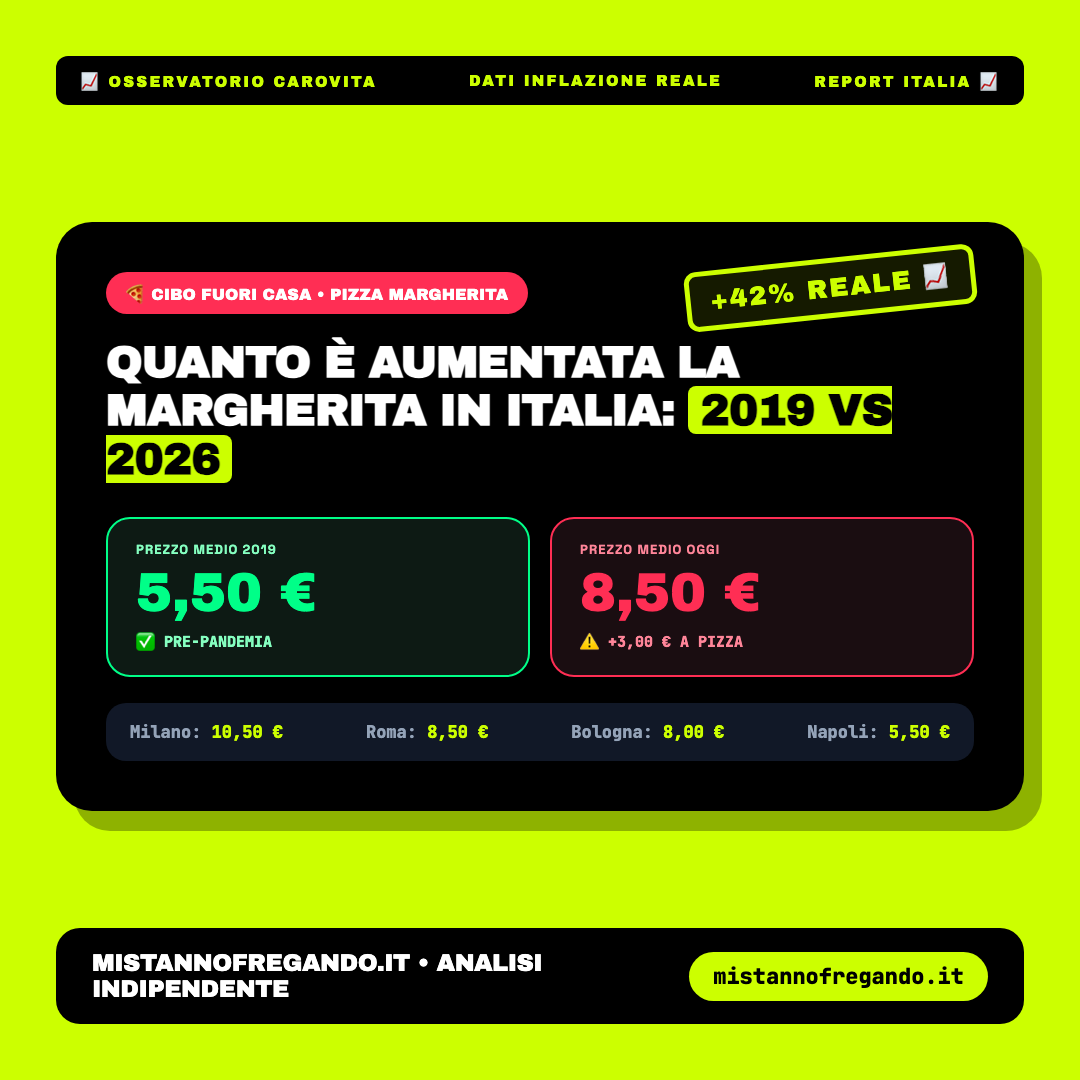 📈 OSSERVATORIO CAROVITA
DATI INFLAZIONE REALE
REPORT ITALIA 📈
🍕 CIBO FUORI CASA • PIZZA MARGHERITA
+42% REALE 📈
QUANTO È AUMENTATA LA
MARGHERITA IN ITALIA: 2019 VS
2026
PREZZO MEDIO 2019
5,50 €
✅ PRE-PANDEMIA
PREZZO MEDIO OGGI
8,50 €
⚠️ +3,00 € A PIZZA
Milano: 10,50 €
Roma: 8,50 €
Bologna: 8,00 €
Napoli: 5,50 €
MISTANNOFREGANDO.IT • ANALISI
INDIPENDENTE
mistannofregando.it